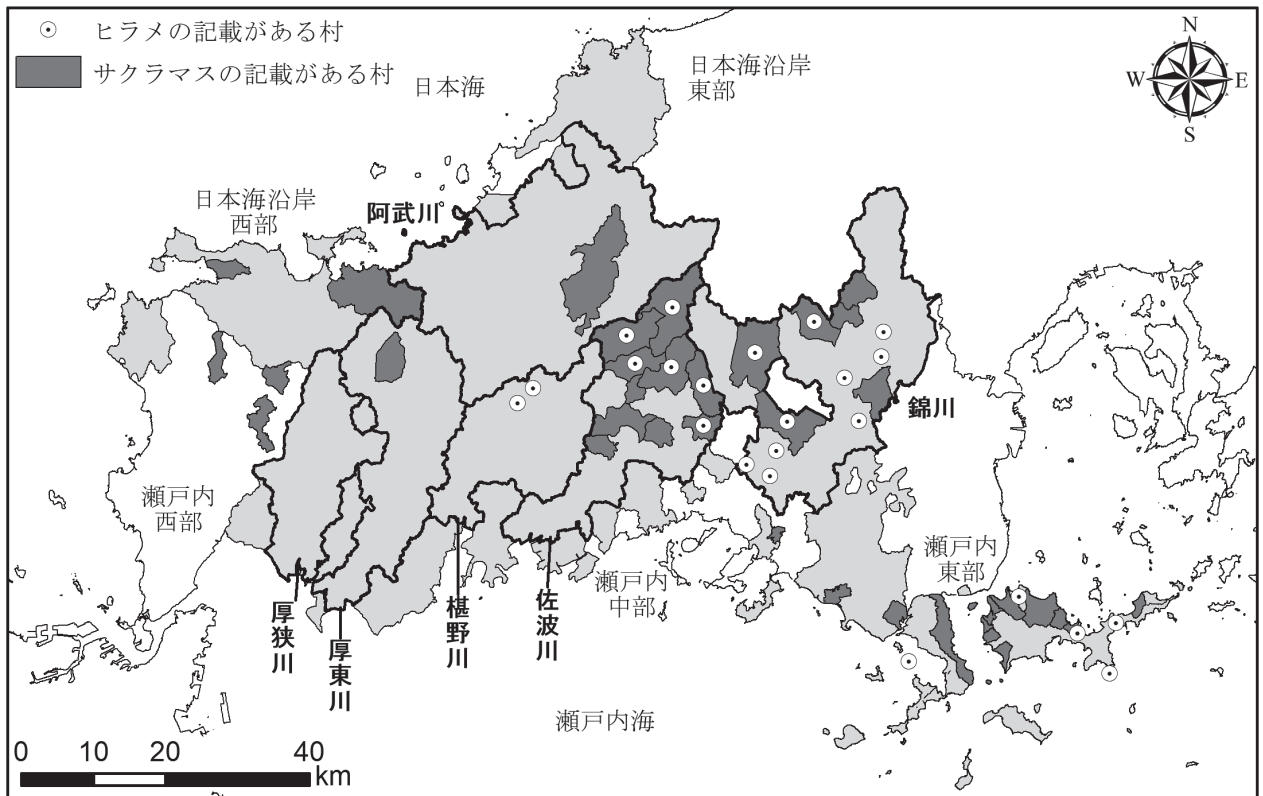 ヒラメの記載がある村
サクラマスの記載がある村
日本海
日本海沿岸
東部
N
W
E
S
日本海沿岸
西部
阿武川
錦川
瀬戸内
西部
瀬戸内
東部
瀬戸内
中部
厚狭川
厚東川
椹野川
佐波川
瀬戸内海
0 10 20 40
km